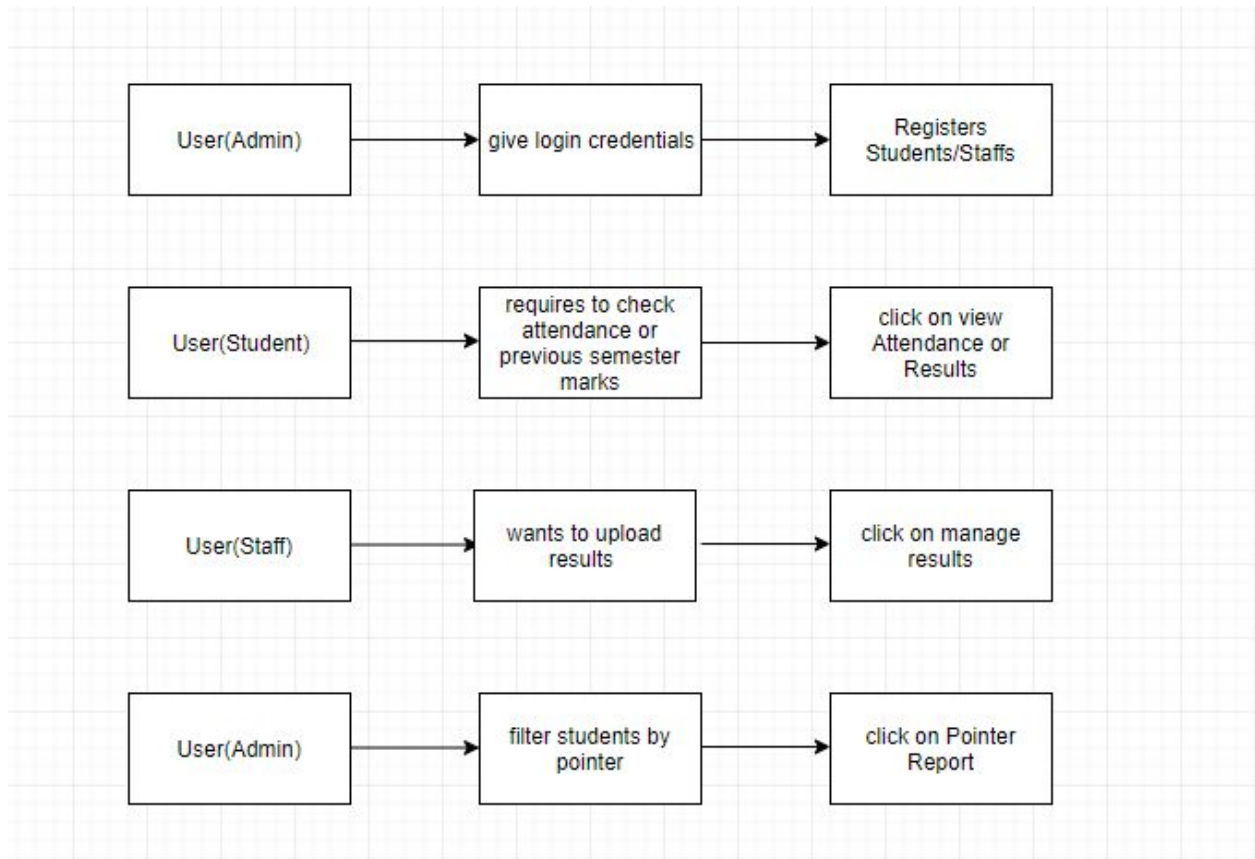 User(Admin)
give login credentials
Registers
Students/Staffs
User(Student)
requires to check
attendance or
previous semester
marks
click on view
Attendance or
Results
User(Staff)
wants to upload
results
click on manage
results
User(Admin)
filter students by
pointer
click on Pointer
Report